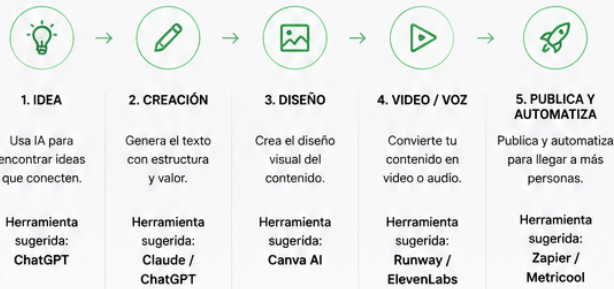 1. IDEA
Usa IA para
encontrar ideas
que conecten.
Herramienta
sugerida:
ChatGPT
2. CREACIÓN
Genera el texto
con estructura
y valor.
Herramienta
sugerida:
Claude /
ChatGPT
3. DISEÑO
Crea el diseño
visual del
contenido.
Herramienta
sugerida:
Canva AI
4. VIDEO / VOZ
Convierte tu
contenido en
video o audio.
Herramienta
sugerida:
Runway /
ElevenLabs
5. PUBLICA Y
AUTOMATIZA
Publica y automatiza
para llegar a más
personas.
Herramienta
sugerida:
Zapier /
Metricool